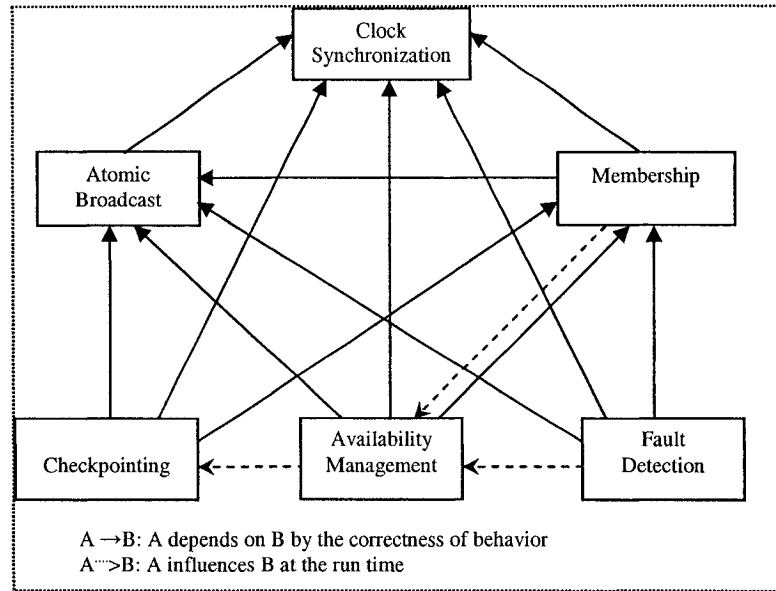 Clock
Synchronization
Atomic
Broadcast
Membership
Checkpointing
Availability
Management
Fault
Detection
A →B: A depends on B by the correctness of behavior
A ···>B: A influences B at the run time